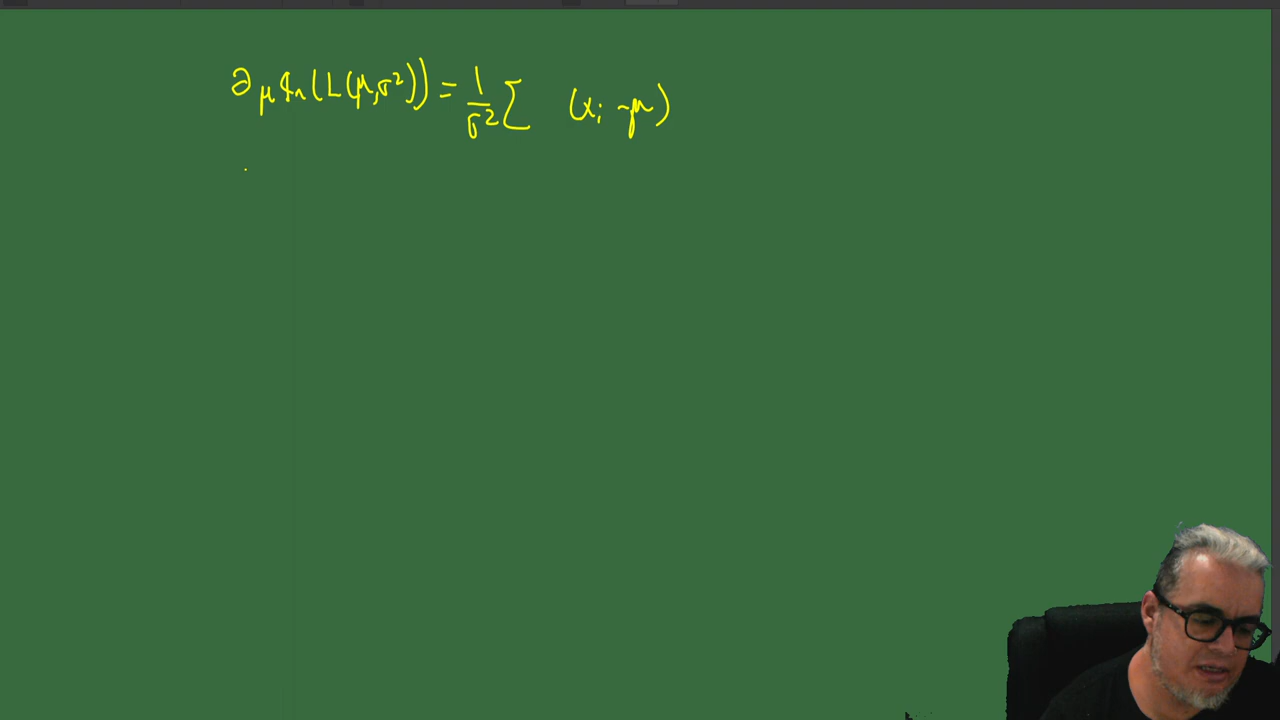 ∂μ ln(L(μ,σ²)) = 1/σ² Σ (xᵢ - μ)